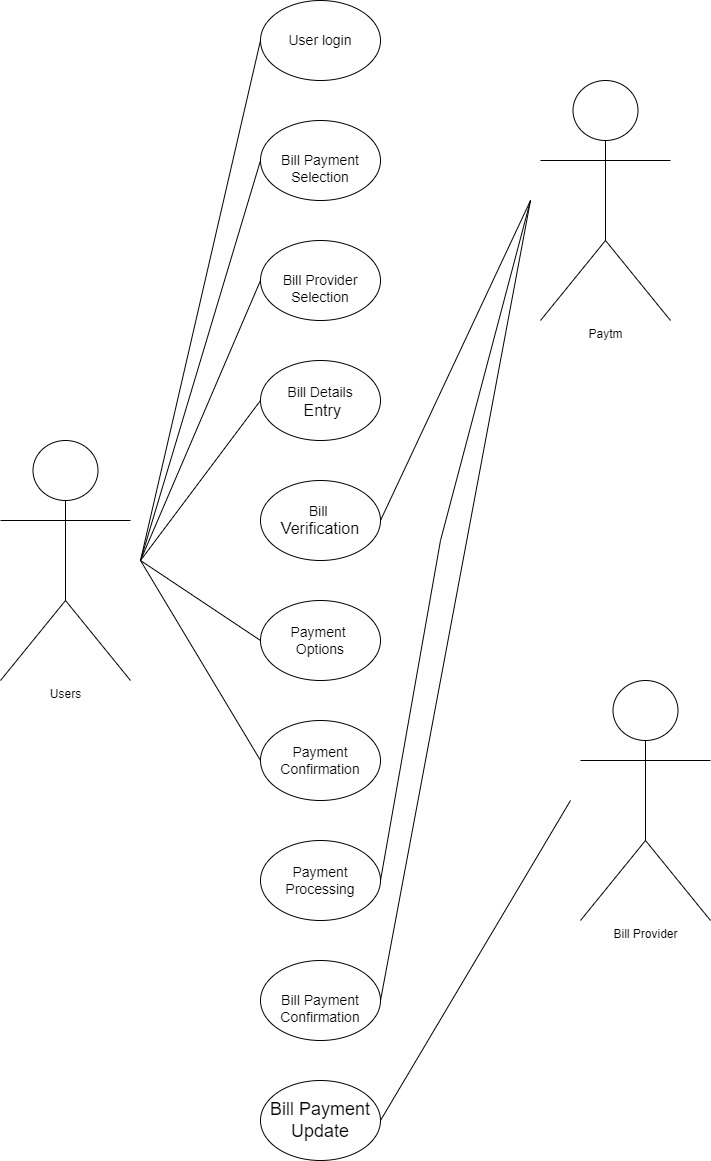 User login
Bill Payment
Selection
Bill Provider
Selection
Paytm
Bill Details
Entry
Bill
Verification
Payment
Options
Users
Payment
Confirmation
Payment
Processing
Bill Provider
Bill Payment
Confirmation
Bill Payment
Update